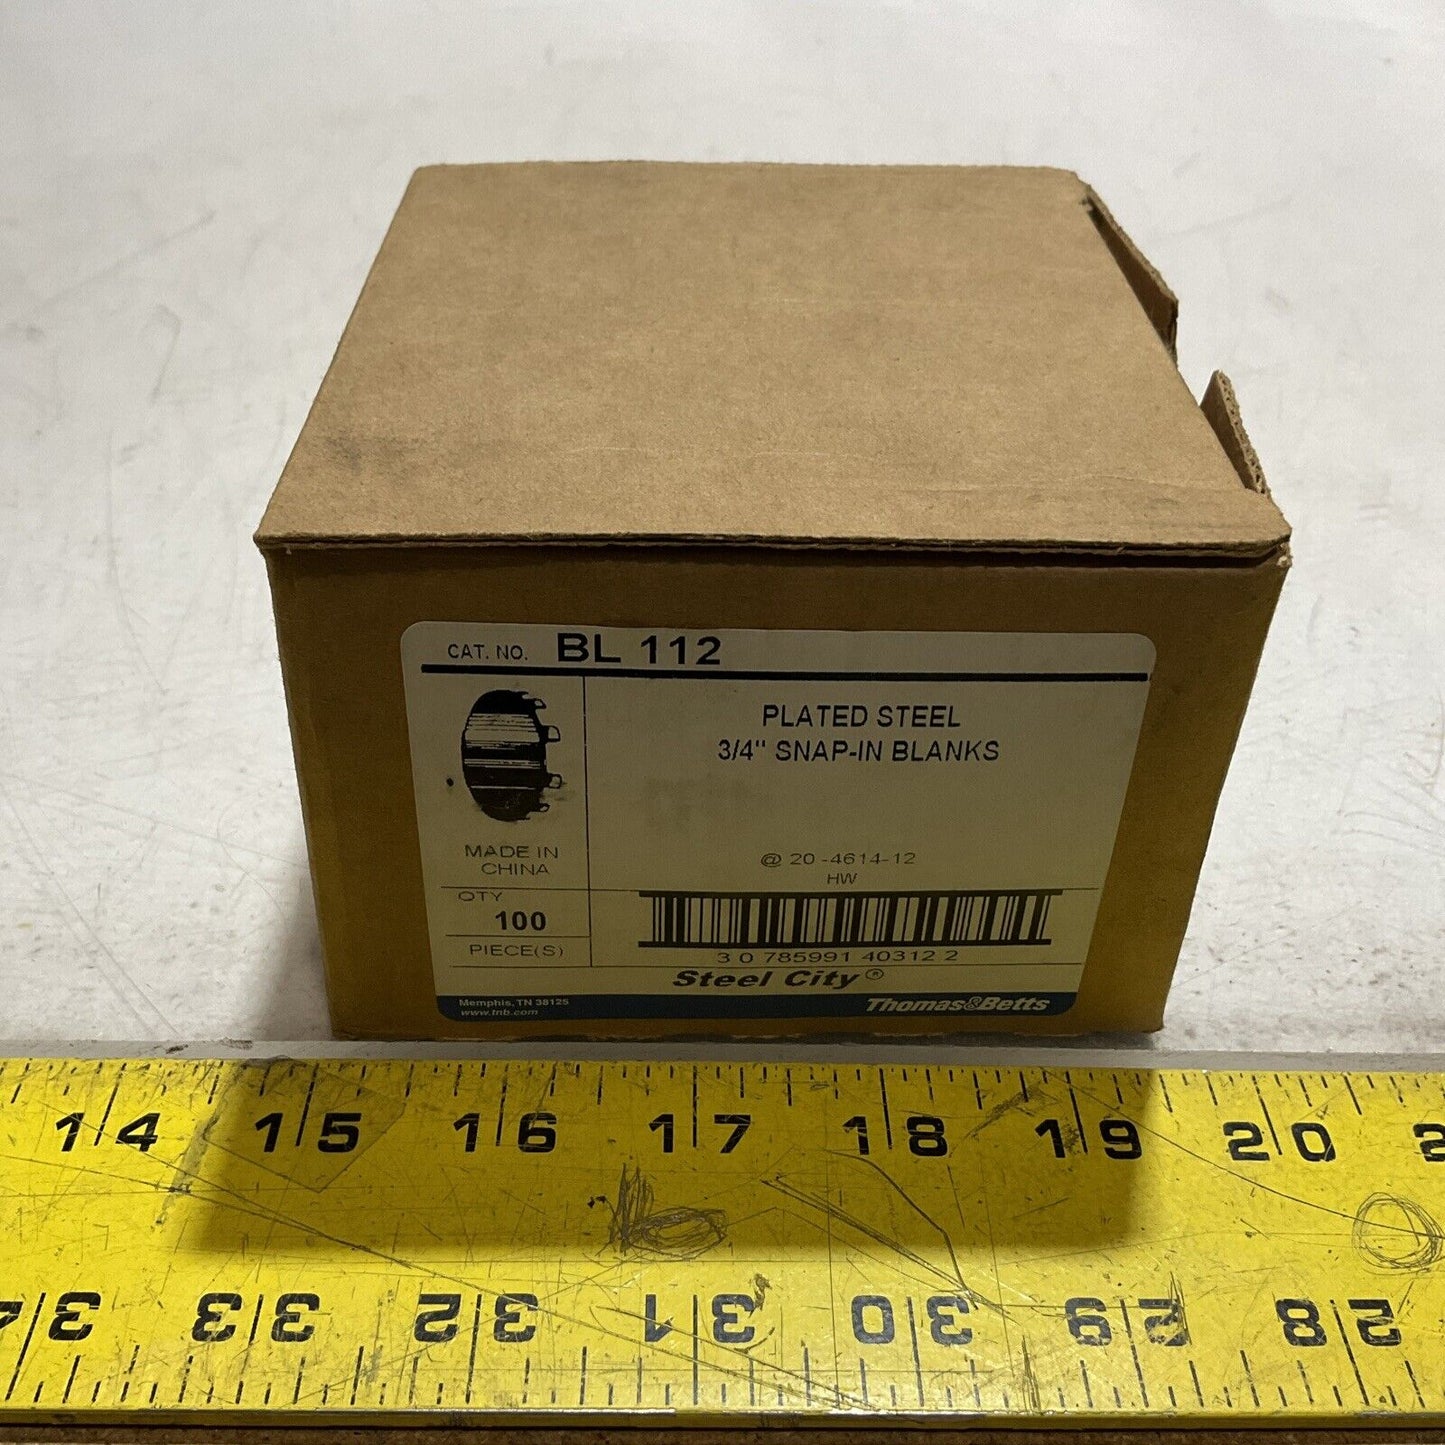 CAT. NO. BL 112
PLATED STEEL
3/4" SNAP-IN BLANKS
MADE IN
CHINA
@ 20-4614-12
HW
QTY
100
PIECE(S)
3 0 785991 40312 2
Steel City®
Memphis, TN 38125
www.tnb.com
Thomas&Betts
14 15 16 17 18 19 20 2
33 33 32 31 30 29 28